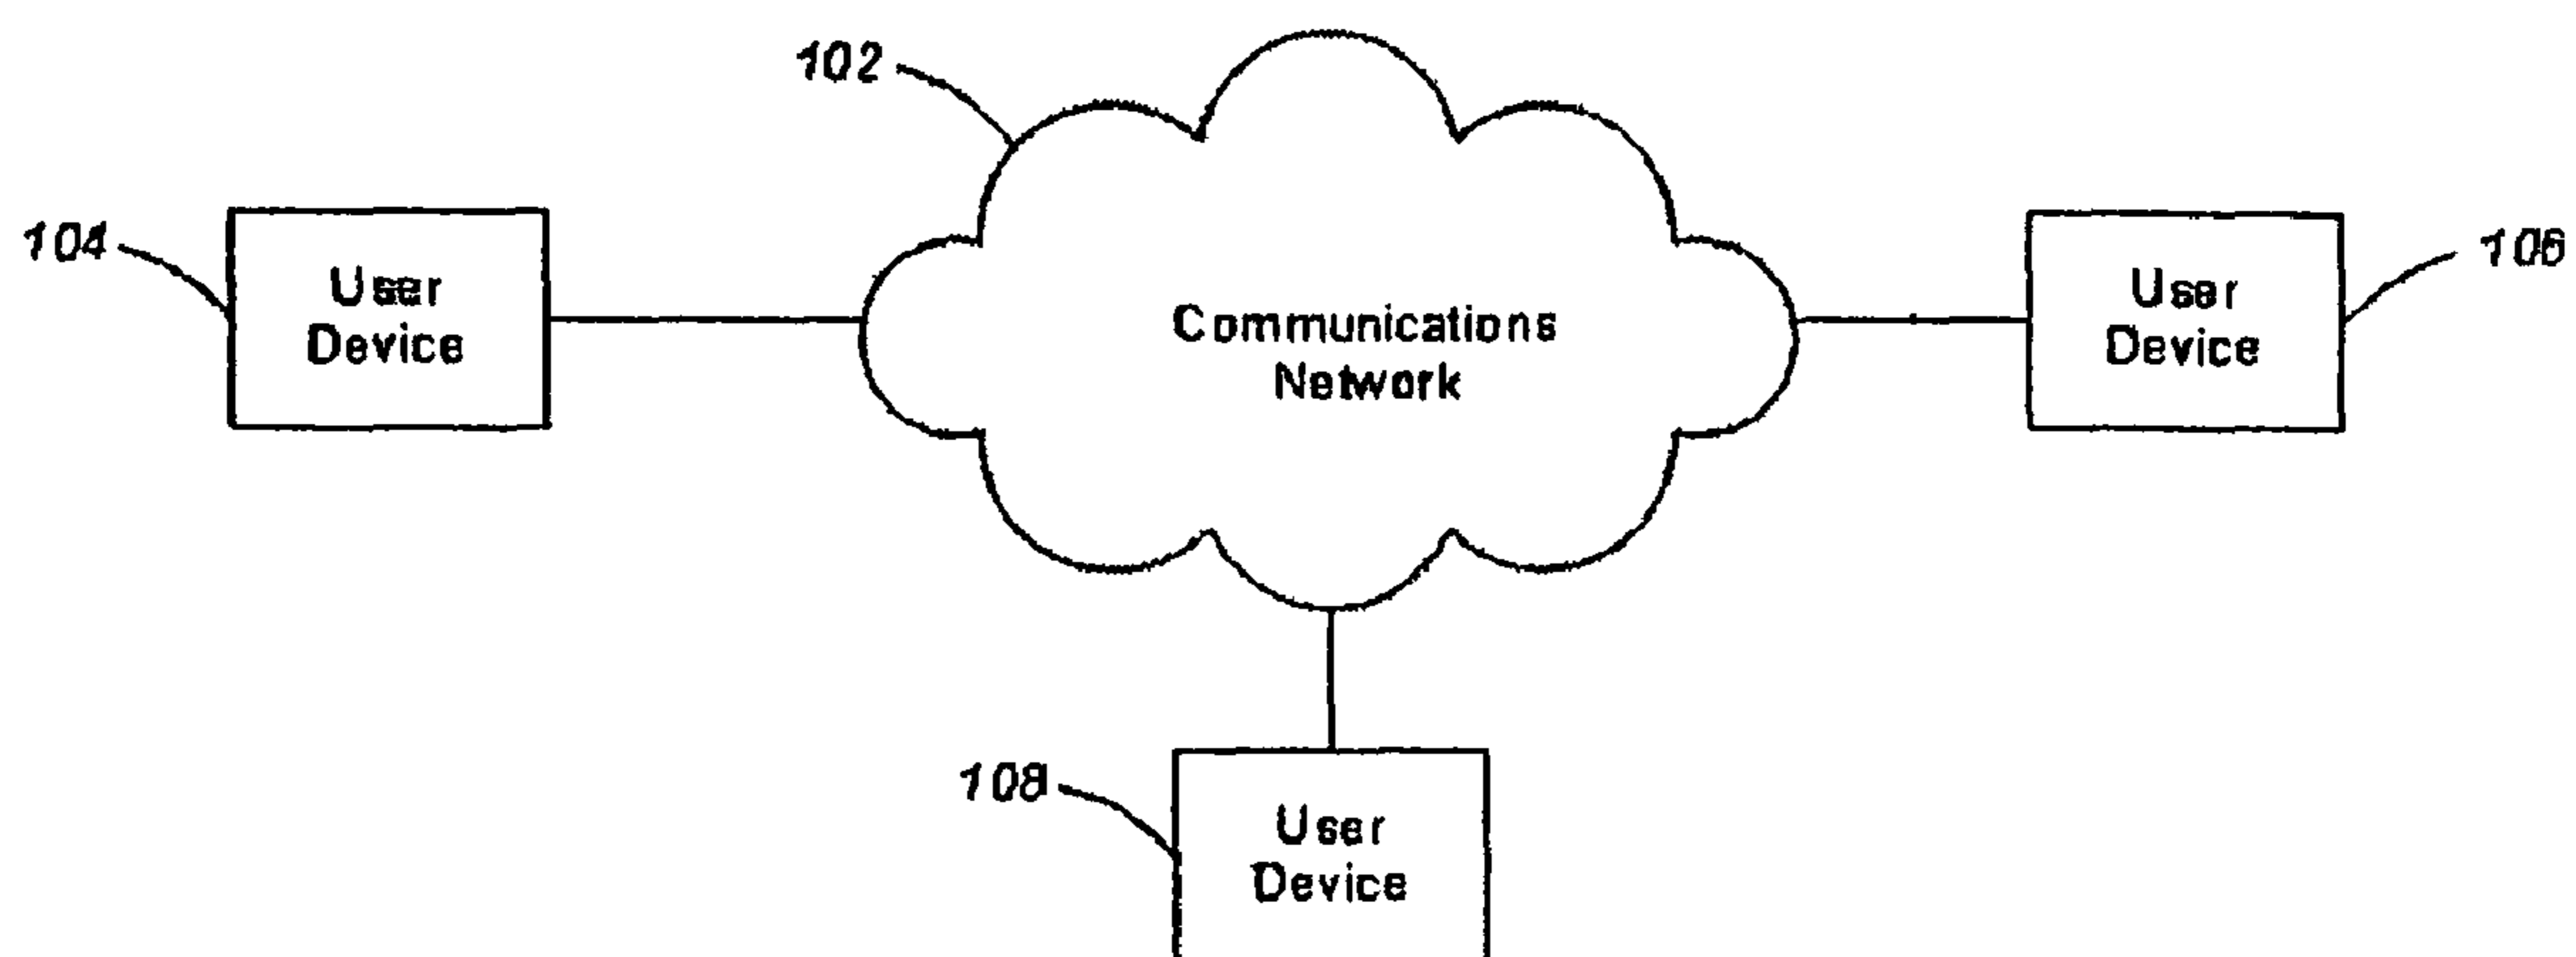 102
104
User
Device
Communications
Network
User
Device
106
108
User
Device